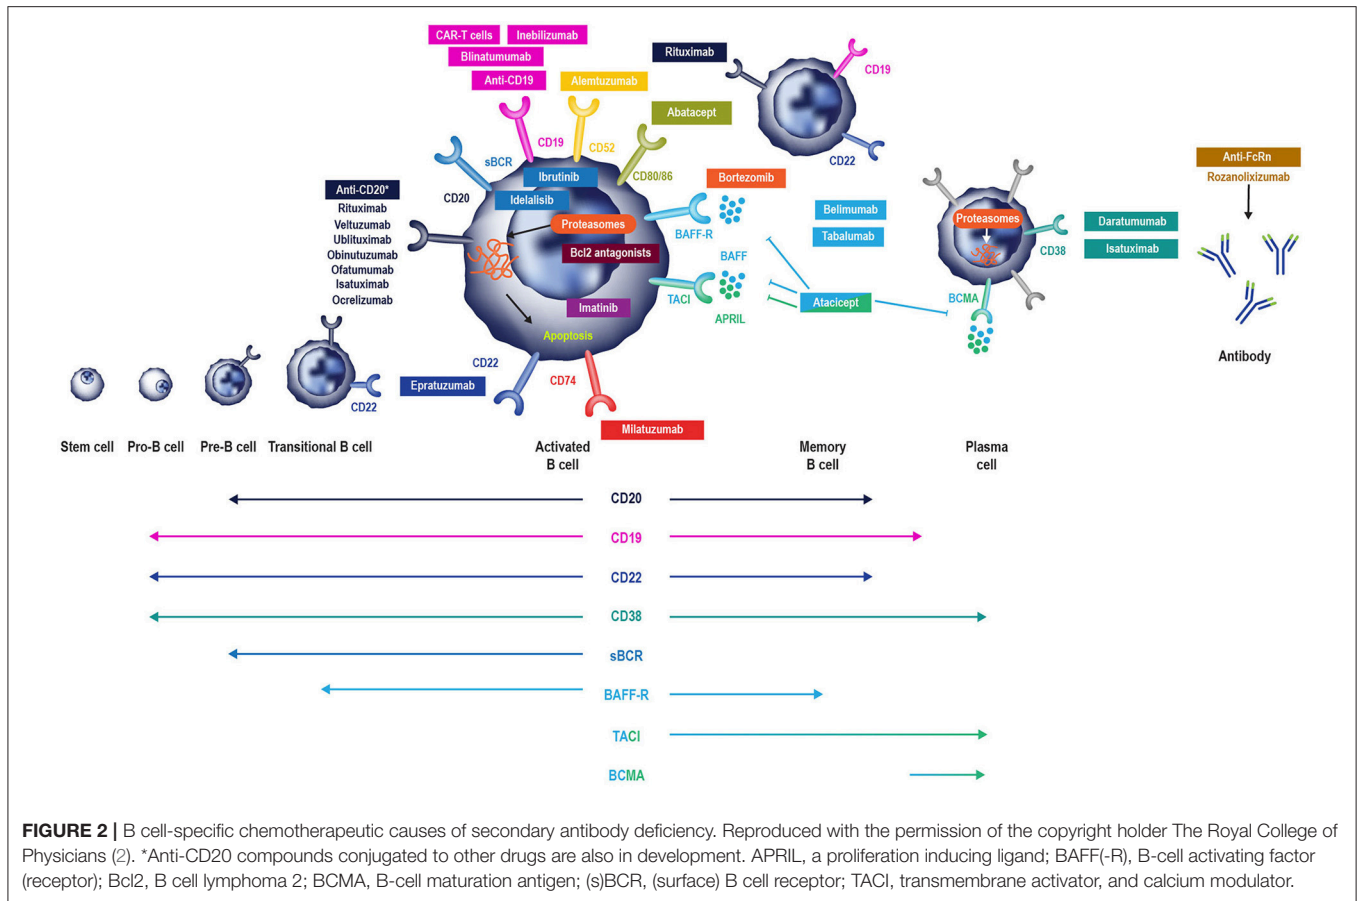 CAR-T cells
Inebilizumab
Blinatumumab
Anti-CD19
Alemtuzumab
Abatacept
Rituximab
CD19
CD22
sBCR
CD19
CD52
CD80/86
Ibrutinib
Idelalisib
CD20
Anti-CD20*
Rituximab
Veltuzumab
Ublituximab
Obinutuzumab
Ofatumumab
Isatuximab
Ocrelizumab
Proteasomes
Bcl2 antagonists
Imatinib
Apoptosis
Bortezomib
BAFF-R
BAFF
TACI
APRIL
Belimumab
Tabalumab
Atacicept
Proteasomes
CD38
BCMA
Daratumumab
Isatuximab
Anti-FcRn
Rozanolixizumab
Antibody
CD22
Epratuzumab
CD22
CD74
Milatuzumab
Stem cell
Pro-B cell
Pre-B cell
Transitional B cell
Activated
B cell
Memory
B cell
Plasma
cell
CD20
CD19
CD22
CD38
sBCR
BAFF-R
TACI
BCMA
FIGURE 2 | B cell-specific chemotherapeutic causes of secondary antibody deficiency. Reproduced with the permission of the copyright holder The Royal College of
Physicians (2). *Anti-CD20 compounds conjugated to other drugs are also in development. APRIL, a proliferation inducing ligand; BAFF(-R), B-cell activating factor
(receptor); Bcl2, B cell lymphoma 2; BCMA, B-cell maturation antigen; (s)BCR, (surface) B cell receptor; TACI, transmembrane activator, and calcium modulator.